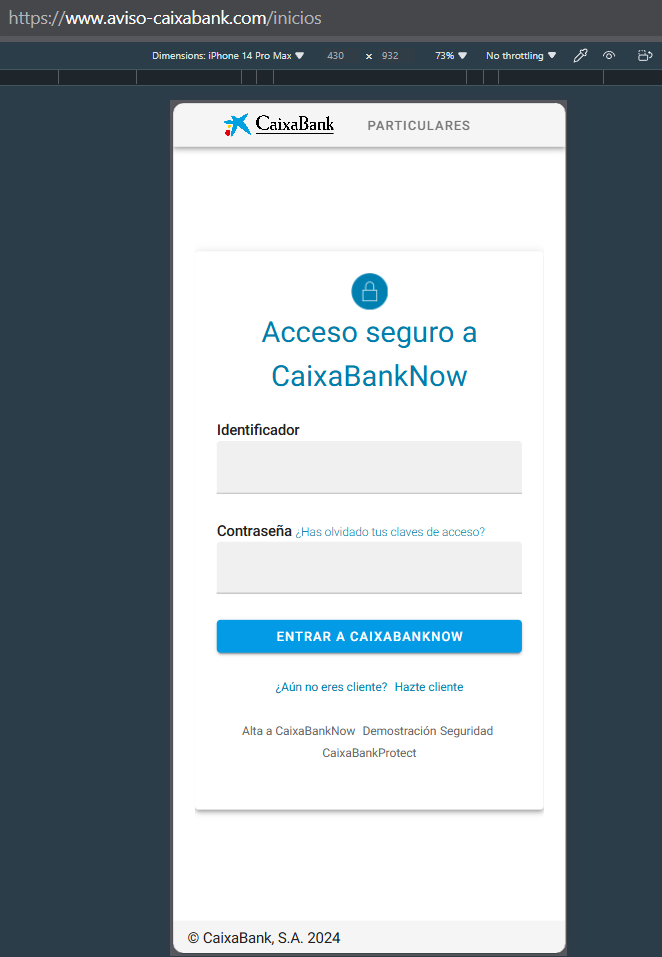 https://www.aviso-caixabank.com/inicios
Dimensions: iPhone 14 Pro Max ▼ 430 x 932 73% ▼ No throttling ▼
CaixaBank PARTICULARES
Acceso seguro a
CaixaBankNow
Identificador
Contraseña ¿Has olvidado tus claves de acceso?
ENTRAR A CAIXABANKNOW
¿Aún no eres cliente? Hazte cliente
Alta a CaixaBankNow Demostración Seguridad
CaixaBankProtect
© CaixaBank, S.A. 2024